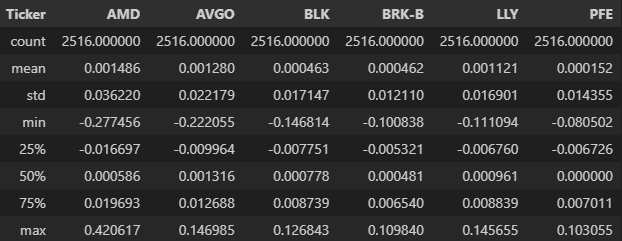 Ticker AMD AVGO BLK BRK-B LLY PFE
count 2516.000000 2516.000000 2516.000000 2516.000000 2516.000000 2516.000000
mean 0.001486 0.001280 0.000463 0.000462 0.001121 0.000152
std 0.036220 0.022179 0.017147 0.012110 0.016901 0.014355
min -0.277456 -0.222055 -0.146814 -0.100838 -0.111094 -0.080502
25% -0.016697 -0.009964 -0.007751 -0.005321 -0.006760 -0.006726
50% 0.000586 0.001316 0.000778 0.000481 0.000961 0.000000
75% 0.019693 0.012688 0.008739 0.006540 0.008839 0.007011
max 0.420617 0.146985 0.126843 0.109840 0.145655 0.103055